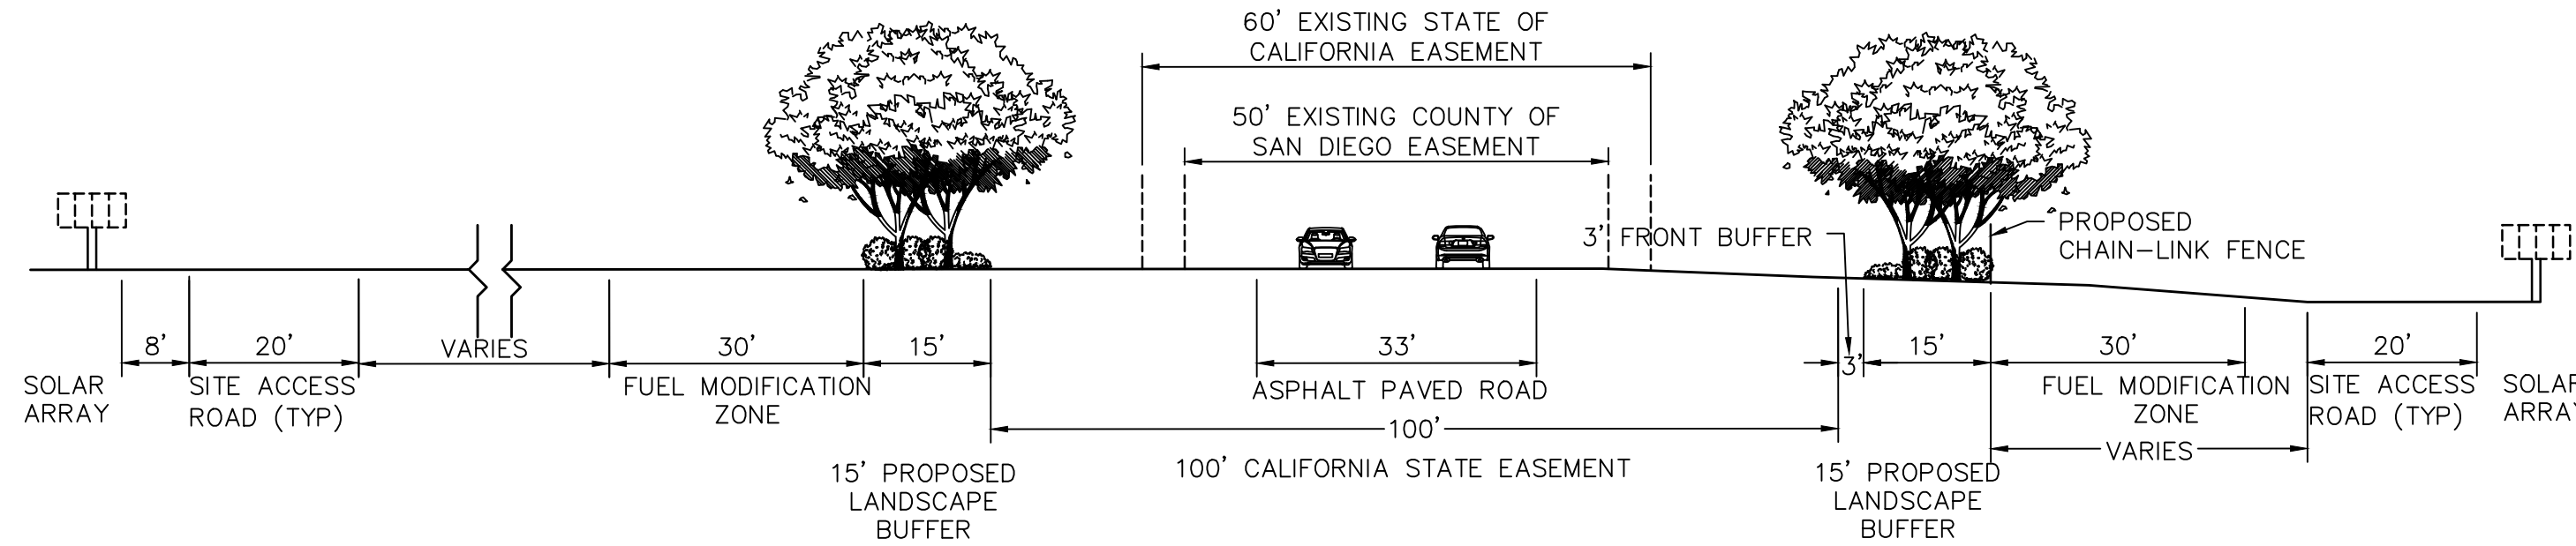 60' EXISTING STATE OF
CALIFORNIA EASEMENT
50' EXISTING COUNTY OF
SAN DIEGO EASEMENT
3' FRONT BUFFER
PROPOSED
CHAIN-LINK FENCE
8'
20'
VARIES
30'
15'
33'
3'
15'
30'
20'
SOLAR
ARRAY
SITE ACCESS
ROAD (TYP)
FUEL MODIFICATION
ZONE
ASPHALT PAVED ROAD
FUEL MODIFICATION
ZONE
SITE ACCESS
ROAD (TYP)
SOLAR
ARRAY
100'
VARIES
15' PROPOSED
LANDSCAPE
BUFFER
100' CALIFORNIA STATE EASEMENT
15' PROPOSED
LANDSCAPE
BUFFER